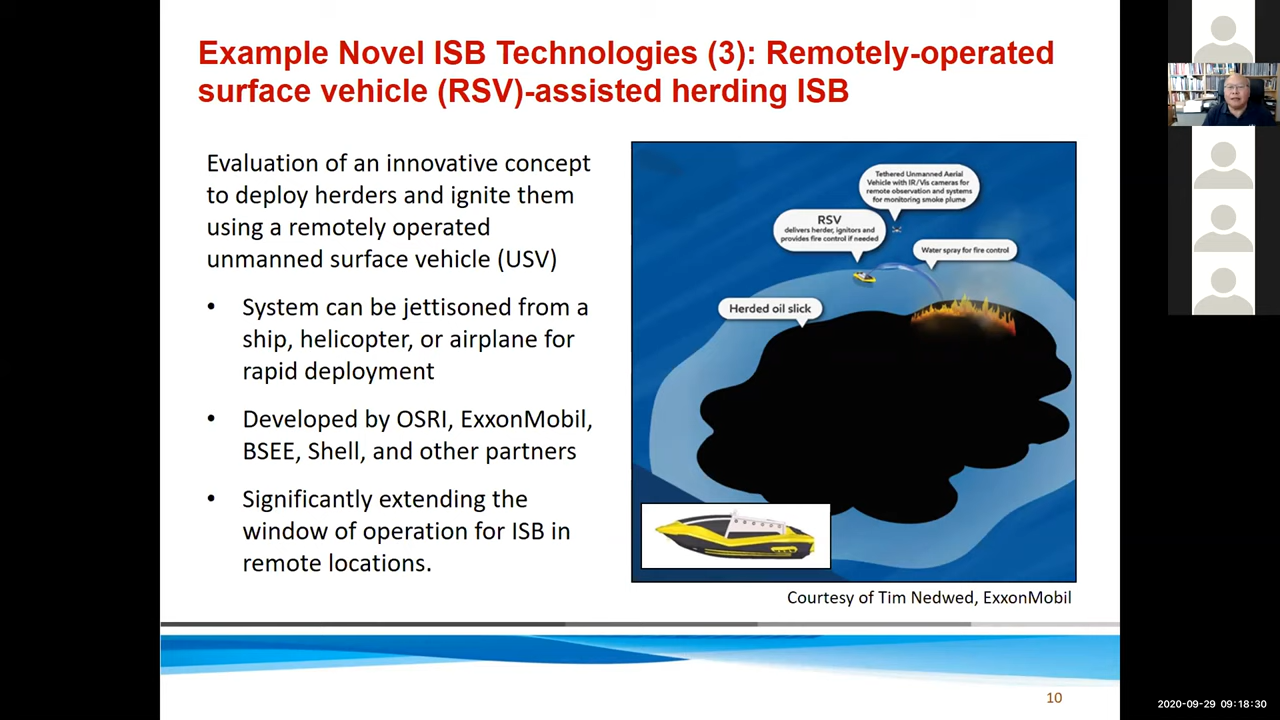 Example Novel ISB Technologies (3): Remotely-operated
surface vehicle (RSV)-assisted herding ISB
Evaluation of an innovative concept
to deploy herders and ignite them
using a remotely operated
unmanned surface vehicle (USV)
• System can be jettisoned from a
ship, helicopter, or airplane for
rapid deployment
• Developed by OSRI, ExxonMobil,
BSEE, Shell, and other partners
• Significantly extending the
window of operation for ISB in
remote locations.
Tethered Unmanned Aerial
Vehicle with IR/Vis cameras for
remote observation and systems
for monitoring smoke plume
RSV
delivers herder, ignitors and
provides fire control if needed
Water spray for fire control
Herded oil slick
Courtesy of Tim Nedwed, ExxonMobil
10
2020-09-29 09:18:30